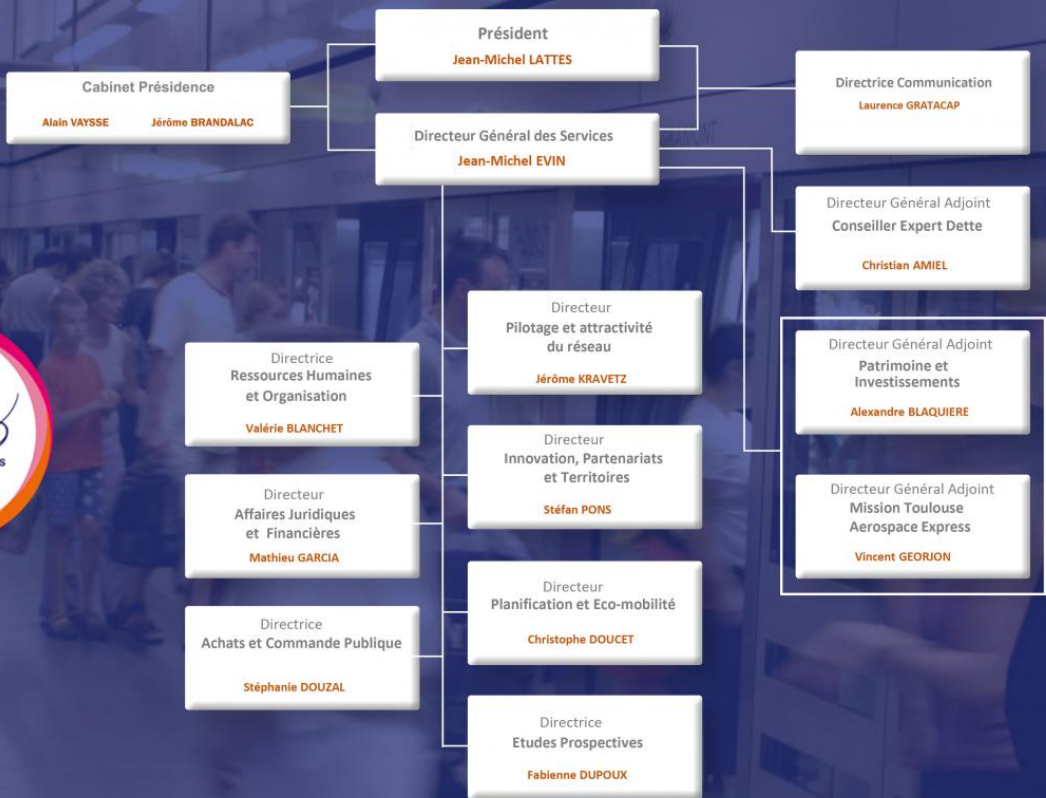 Président
Jean-Michel LATTES
Cabinet Présidence
Alain VAYSSE Jérôme BRANDALAC
Directrice Communication
Laurence GRATACAP
Directeur Général des Services
Jean-Michel EVIN
Directeur Général Adjoint
Conseiller Expert Dette
Christian AMIEL
Directeur
Pilotage et attractivité
du réseau
Jérôme KRAVETZ
Directeur Général Adjoint
Patrimoine et
Investissements
Alexandre BLAQUIERE
Directrice
Ressources Humaines
et Organisation
Valérie BLANCHET
Directeur
Innovation, Partenariats
et Territoires
Stéfan PONS
Directeur Général Adjoint
Mission Toulouse
Aerospace Express
Vincent GEORJON
Directeur
Affaires Juridiques
et Financières
Mathieu GARCIA
Directeur
Planification et Eco-mobilité
Christophe DOUCET
Directrice
Achats et Commande Publique
Stéphanie DOUZAL
Directrice
Etudes Prospectives
Fabienne DUPOUX